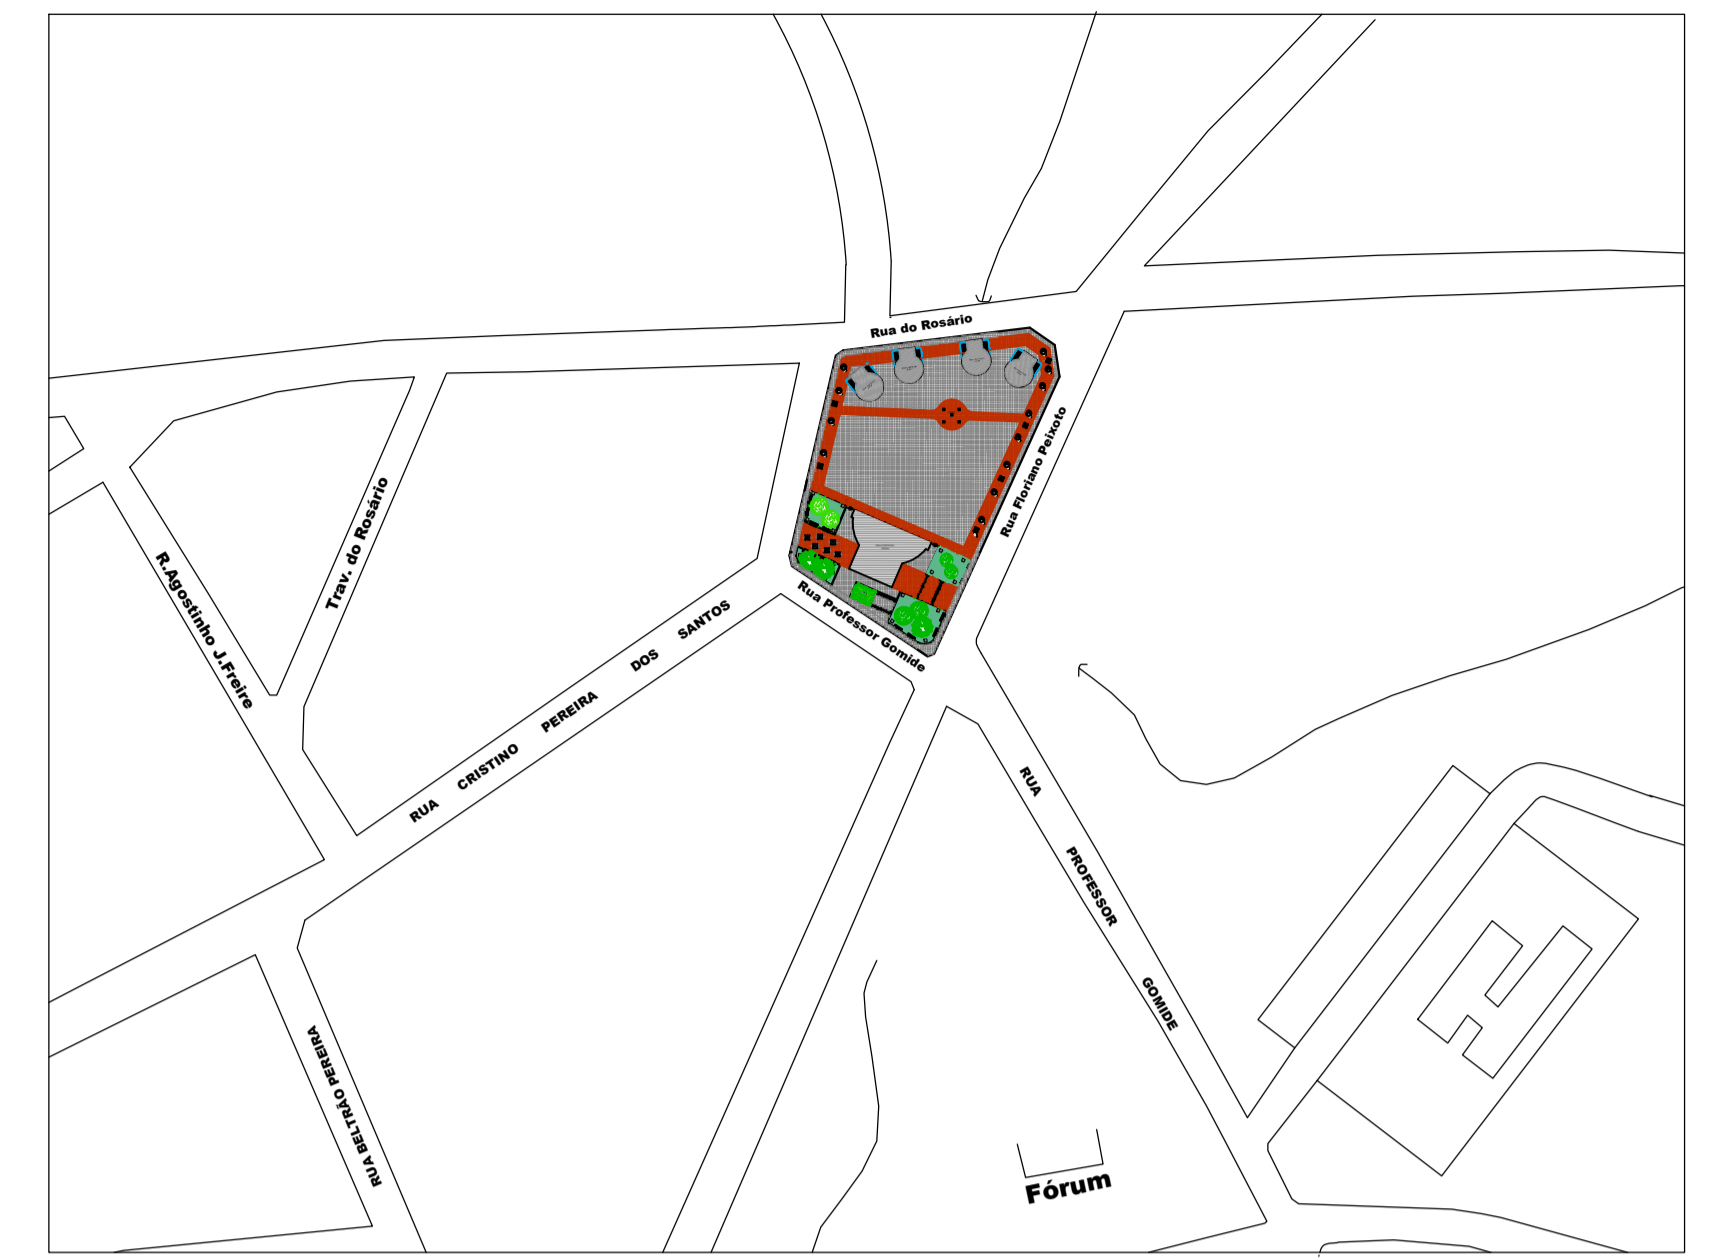 Rua do Rosário
Rua Floriano Peixoto
Trav. do Rosário
R.Agostinho J.Freire
Rua Professor Gomide
RUA CRISTINO PEREIRA DOS SANTOS
RUA PROFESSOR GOMIDE
RUA BELTRÃO PEREIRA
Fórum